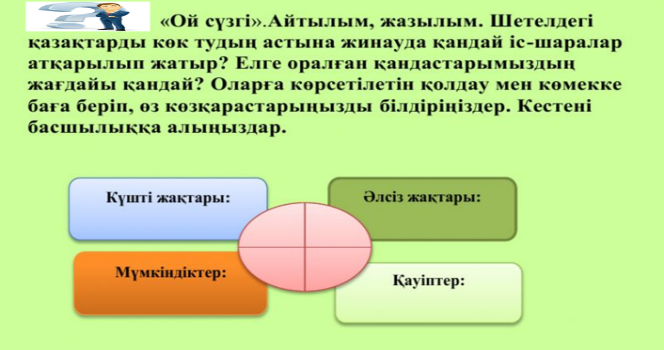 «Ой сүзгі».Айтылым, жазылым. Шетелдегі
қазақтарды көк тудың астына жинауда қандай іс-шаралар
атқарылып жатыр? Елге оралған қандастарымыздың
жағдайы қандай? Оларға көрсетілетін қолдау мен көмекке
баға беріп, өз көзқарастарыңызды білдіріңіздер. Кестені
басшылыққа алыңыздар.
Күшті жақтары:
Әлсіз жақтары:
Мүмкіндіктер:
Қауіптер: